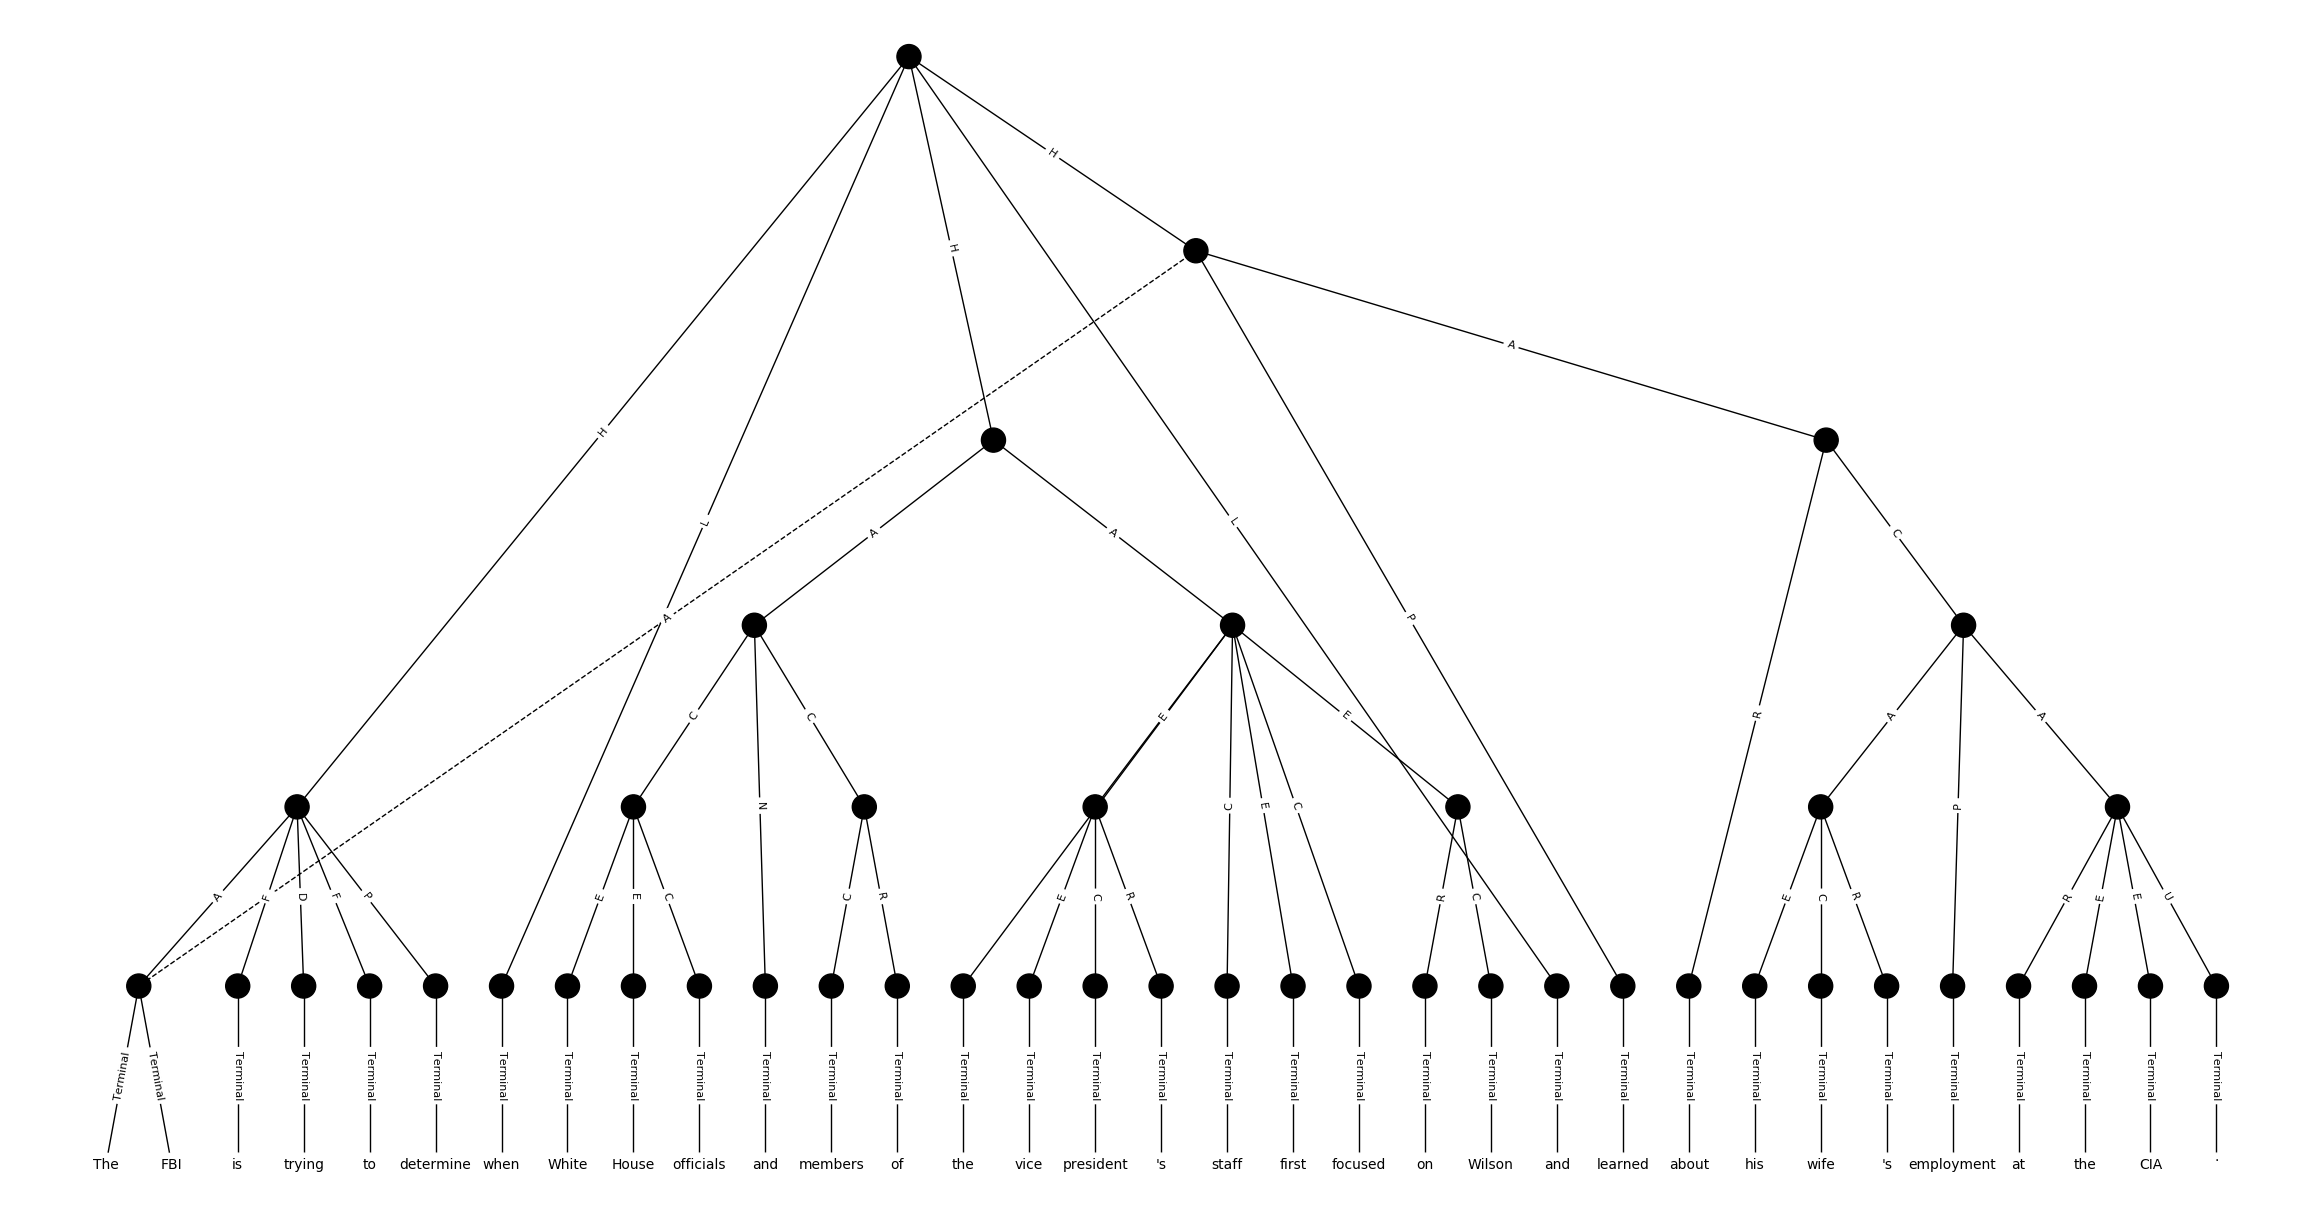 H
H
H
A
L
A
A
L
A
P
C
C
C
E
E
R
A
A
N
C
E
C
P
A
F
D
F
P
E
E
C
C
R
E
C
R
R
C
E
C
R
R
E
E
U
Terminal Terminal Terminal Terminal Terminal Terminal Terminal Terminal Terminal Terminal Terminal Terminal Terminal Terminal Terminal Terminal Terminal Terminal Terminal Terminal Terminal Terminal Terminal Terminal Terminal Terminal Terminal Terminal Terminal Terminal Terminal Terminal Terminal
The FBI is trying to determine when White House officials and members of the vice president 's staff first focused on Wilson and learned about his wife 's employment at the CIA .